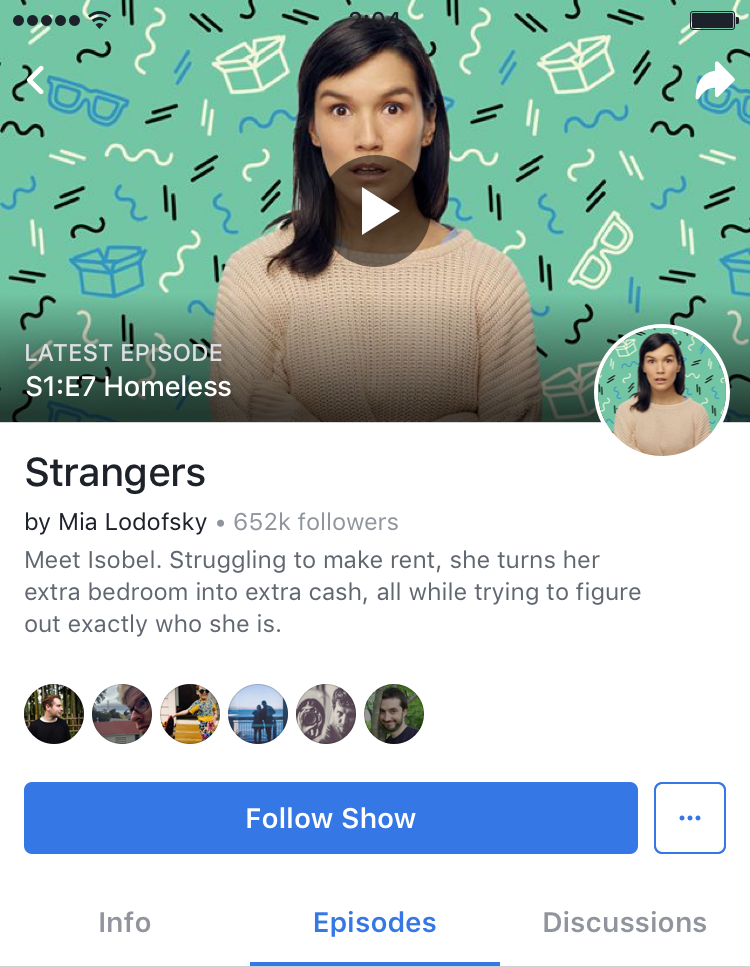 2:04
LATEST EPISODE
S1:E7 Homeless
Strangers
by Mia Lodofsky • 652k followers
Meet Isobel. Struggling to make rent, she turns her
extra bedroom into extra cash, all while trying to figure
out exactly who she is.
Follow Show
Info Episodes Discussions